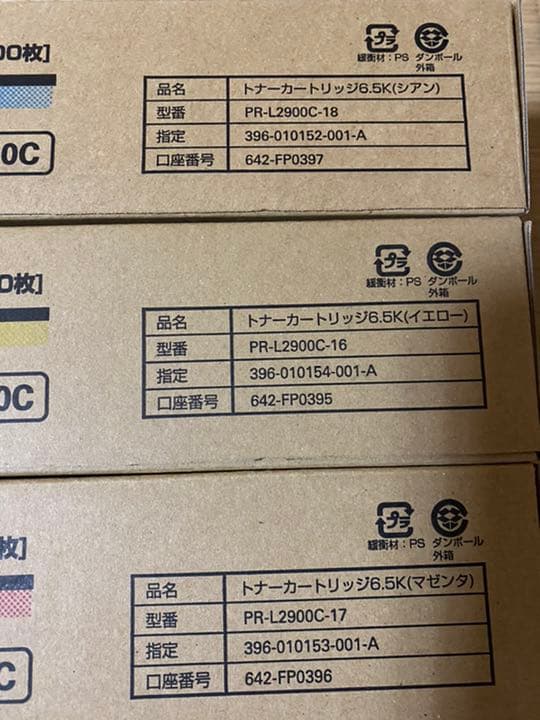 00枚]
プラ
緩衝材：PS ダンボール
外箱
品名 トナーカートリッジ6.5K(シアン)
型番 PR-L2900C-18
指定 396-010152-001-A
口座番号 642-FP0397
0C
0枚]
プラ
緩衝材：PS ダンボール
外箱
品名 トナーカートリッジ6.5K(イエロー)
型番 PR-L2900C-16
指定 396-010154-001-A
口座番号 642-FP0395
0C
枚]
プラ
緩衝材：PS ダンボール
外箱
品名 トナーカートリッジ6.5K(マゼンタ)
型番 PR-L2900C-17
指定 396-010153-001-A
口座番号 642-FP0396
C